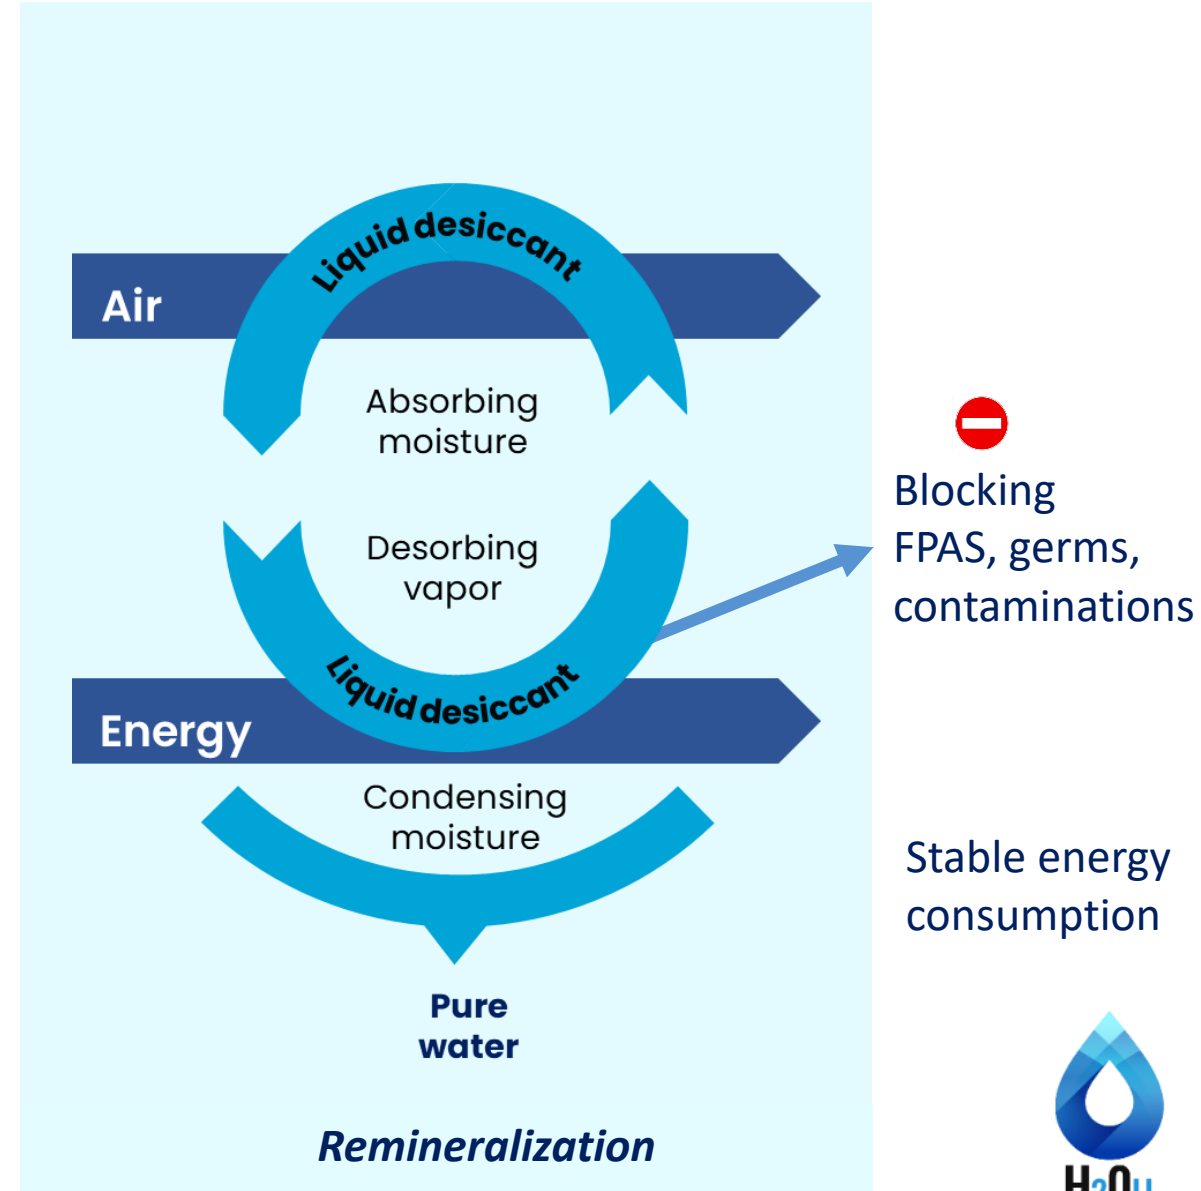 Liquid desiccant
Air
Absorbing
moisture
Blocking
FPAS, germs,
contaminations
Desorbing
vapor
Liquid desiccant
Energy
Condensing
moisture
Stable energy
consumption
Pure
water
Remineralization